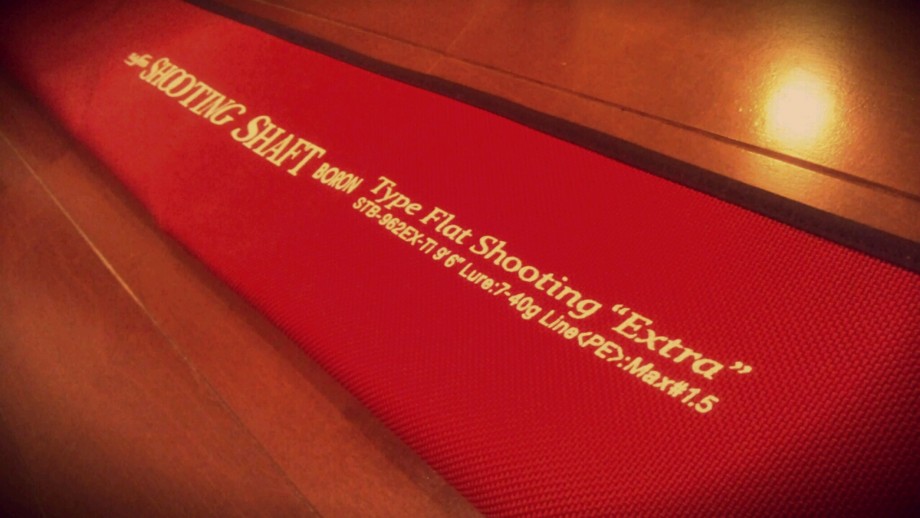 SHOOTING SHAFT BORON Type Flat Shooting “Extra”
STB-962EX-TI 9'6" Lure:7-40g Line<PE>:Max#1.5